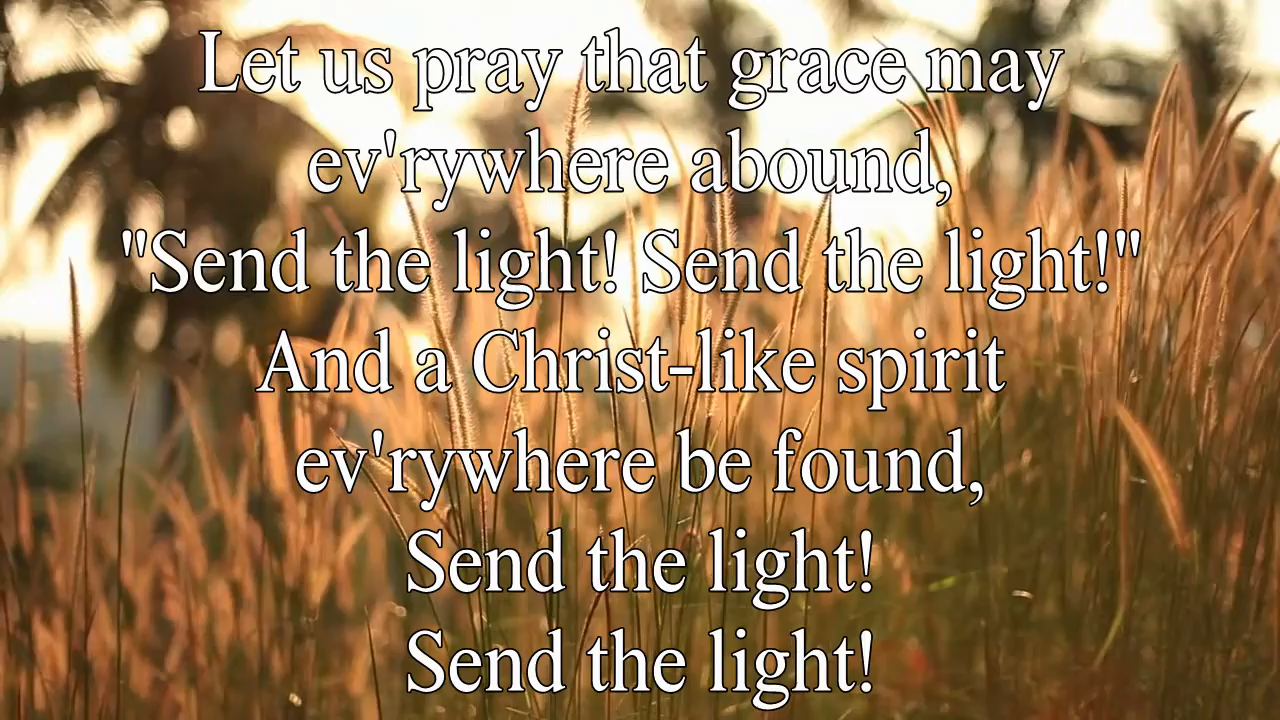 Let us pray that grace may
ev'rywhere abound,
"Send the light! Send the light!"
And a Christ-like spirit
ev'rywhere be found,
Send the light!
Send the light!